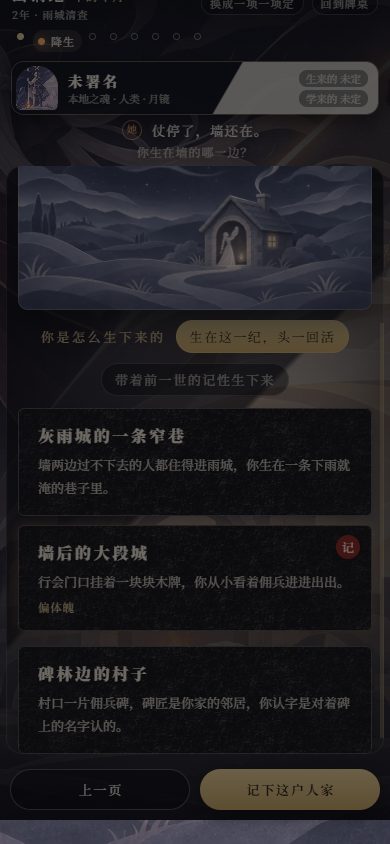 换成一项一项定
回到牌桌
2年 · 雨城清查
降生
未署名
本地之魂 · 人类 · 月镜
生来的 未定
学来的 未定
她
仗停了，墙还在。
你生在墙的哪一边?
你是怎么生下来的
生在这一纪，头一回活
带着前一世的记性生下来
灰雨城的一条窄巷
墙两边过不下去的人都住得进雨城，你生在一条下雨就
淹的巷子里。
墙后的大段城
记
行会门口挂着一块块木牌，你从小看着佣兵进进出出。
偏体魄
碑林边的村子
村口一片佣兵碑，碑匠是你家的邻居，你认字是对着碑
上的名字认的。
上一页
记下这户人家